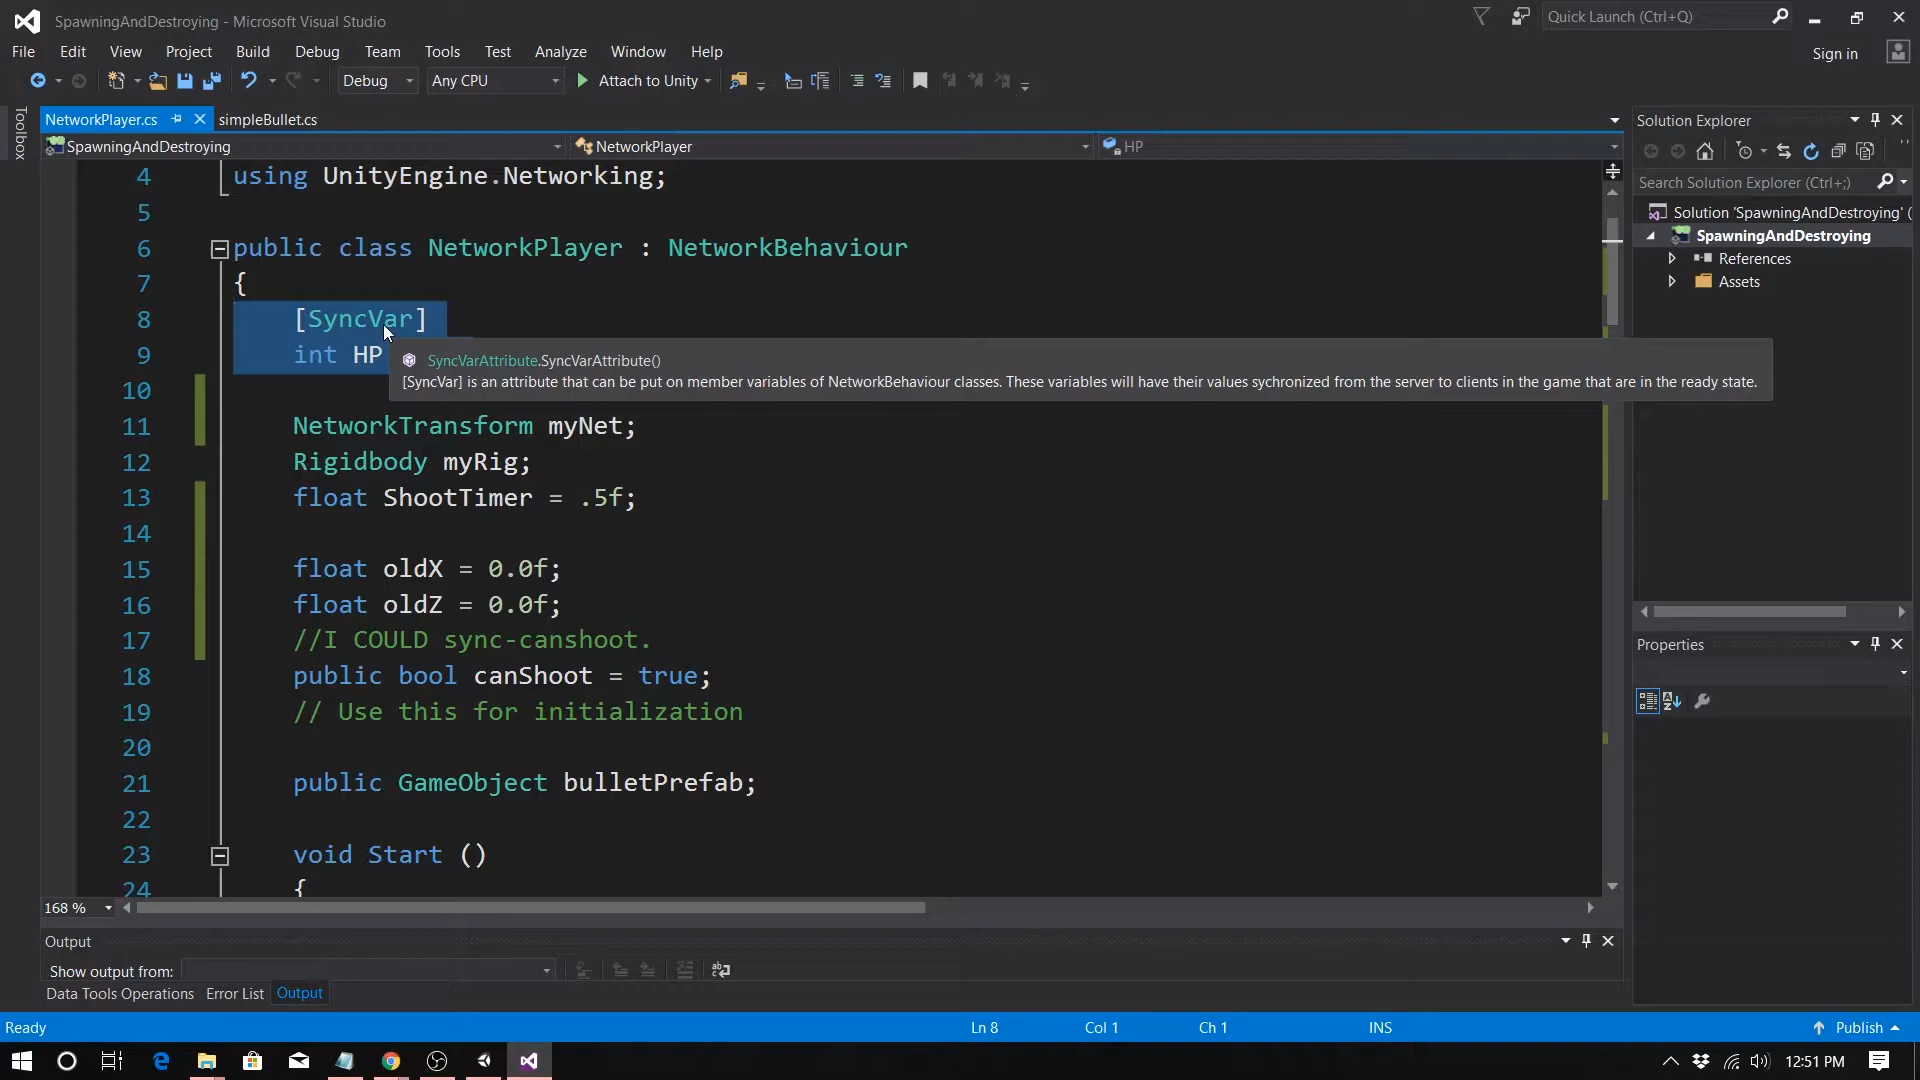 SpawningAndDestroying - Microsoft Visual Studio
Quick Launch (Ctrl+Q)
File Edit View Project Build Debug Team Tools Test Analyze Window Help
Sign in
Debug Any CPU Attach to Unity
Toolbox
NetworkPlayer.cs simpleBullet.cs
SpawningAndDestroying NetworkPlayer HP
4 using UnityEngine.Networking;
5
6 public class NetworkPlayer : NetworkBehaviour
7 {
8 [SyncVar]
9 int HP
SyncVarAttribute.SyncVarAttribute()
[SyncVar] is an attribute that can be put on member variables of NetworkBehaviour classes. These variables will have their values sychronized from the server to clients in the game that are in the ready state.
10
11 NetworkTransform myNet;
12 Rigidbody myRig;
13 float ShootTimer = .5f;
14
15 float oldX = 0.0f;
16 float oldZ = 0.0f;
17 //I COULD sync-canshoot.
18 public bool canShoot = true;
19 // Use this for initialization
20
21 public GameObject bulletPrefab;
22
23 void Start ()
24 {
168 %
Output
Show output from:
Data Tools Operations Error List Output
Solution Explorer
Search Solution Explorer (Ctrl+;)
Solution 'SpawningAndDestroying' (
SpawningAndDestroying
References
Assets
Properties
Ready Ln 8 Col 1 Ch 1 INS Publish
12:51 PM